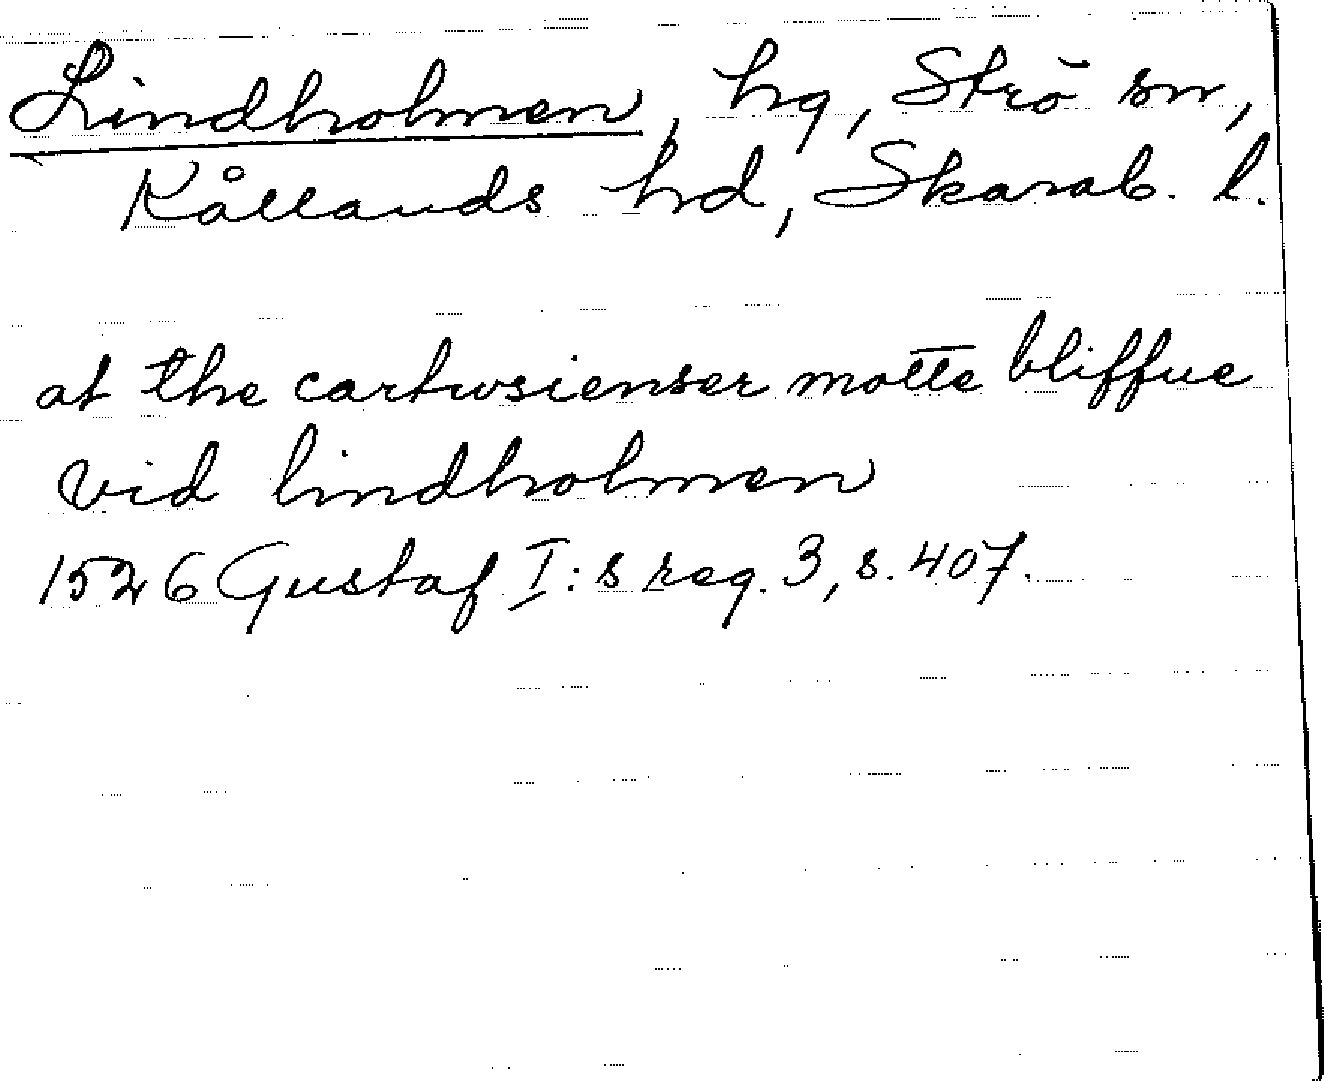 Lindholmen, hg, Strö sn,
Kållands hd, Skarab. l.
at the cartusienser motte bliffue
vid lindholmen
1526 Gustaf I:s reg. 3, s. 407.